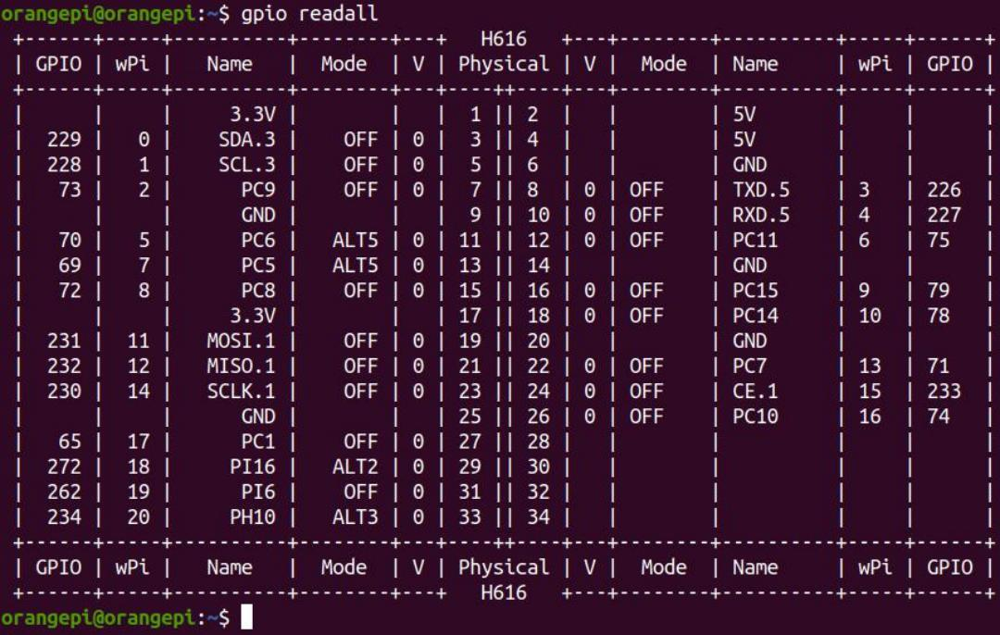 orangepi@orangepi:~$ gpio readall
+------+-----+----------+--------+---+   H616   +---+--------+----------+-----+------+
| GPIO | wPi |   Name   |  Mode  | V | Physical | V |  Mode  | Name     | wPi | GPIO |
+------+-----+----------+--------+---+----++----+---+--------+----------+-----+------+
|      |     |     3.3V |        |   |  1 || 2  |   |        | 5V       |     |      |
|  229 |   0 |    SDA.3 |    OFF | 0 |  3 || 4  |   |        | 5V       |     |      |
|  228 |   1 |    SCL.3 |    OFF | 0 |  5 || 6  |   |        | GND      |     |      |
|   73 |   2 |      PC9 |    OFF | 0 |  7 || 8  | 0 | OFF    | TXD.5    | 3   | 226  |
|      |     |      GND |        |   |  9 || 10 | 0 | OFF    | RXD.5    | 4   | 227  |
|   70 |   5 |      PC6 |   ALT5 | 0 | 11 || 12 | 0 | OFF    | PC11     | 6   | 75   |
|   69 |   7 |      PC5 |   ALT5 | 0 | 13 || 14 |   |        | GND      |     |      |
|   72 |   8 |      PC8 |    OFF | 0 | 15 || 16 | 0 | OFF    | PC15     | 9   | 79   |
|      |     |     3.3V |        |   | 17 || 18 | 0 | OFF    | PC14     | 10  | 78   |
|  231 |  11 |   MOSI.1 |    OFF | 0 | 19 || 20 |   |        | GND      |     |      |
|  232 |  12 |   MISO.1 |    OFF | 0 | 21 || 22 | 0 | OFF    | PC7      | 13  | 71   |
|  230 |  14 |   SCLK.1 |    OFF | 0 | 23 || 24 | 0 | OFF    | CE.1     | 15  | 233  |
|      |     |      GND |        |   | 25 || 26 | 0 | OFF    | PC10     | 16  | 74   |
|   65 |  17 |      PC1 |    OFF | 0 | 27 || 28 |   |        |          |     |      |
|  272 |  18 |     PI16 |   ALT2 | 0 | 29 || 30 |   |        |          |     |      |
|  262 |  19 |      PI6 |    OFF | 0 | 31 || 32 |   |        |          |     |      |
|  234 |  20 |     PH10 |   ALT3 | 0 | 33 || 34 |   |        |          |     |      |
+------+-----+----------+--------+---+----++----+---+--------+----------+-----+------+
| GPIO | wPi |   Name   |  Mode  | V | Physical | V |  Mode  | Name     | wPi | GPIO |
+------+-----+----------+--------+---+   H616   +---+--------+----------+-----+------+
orangepi@orangepi:~$